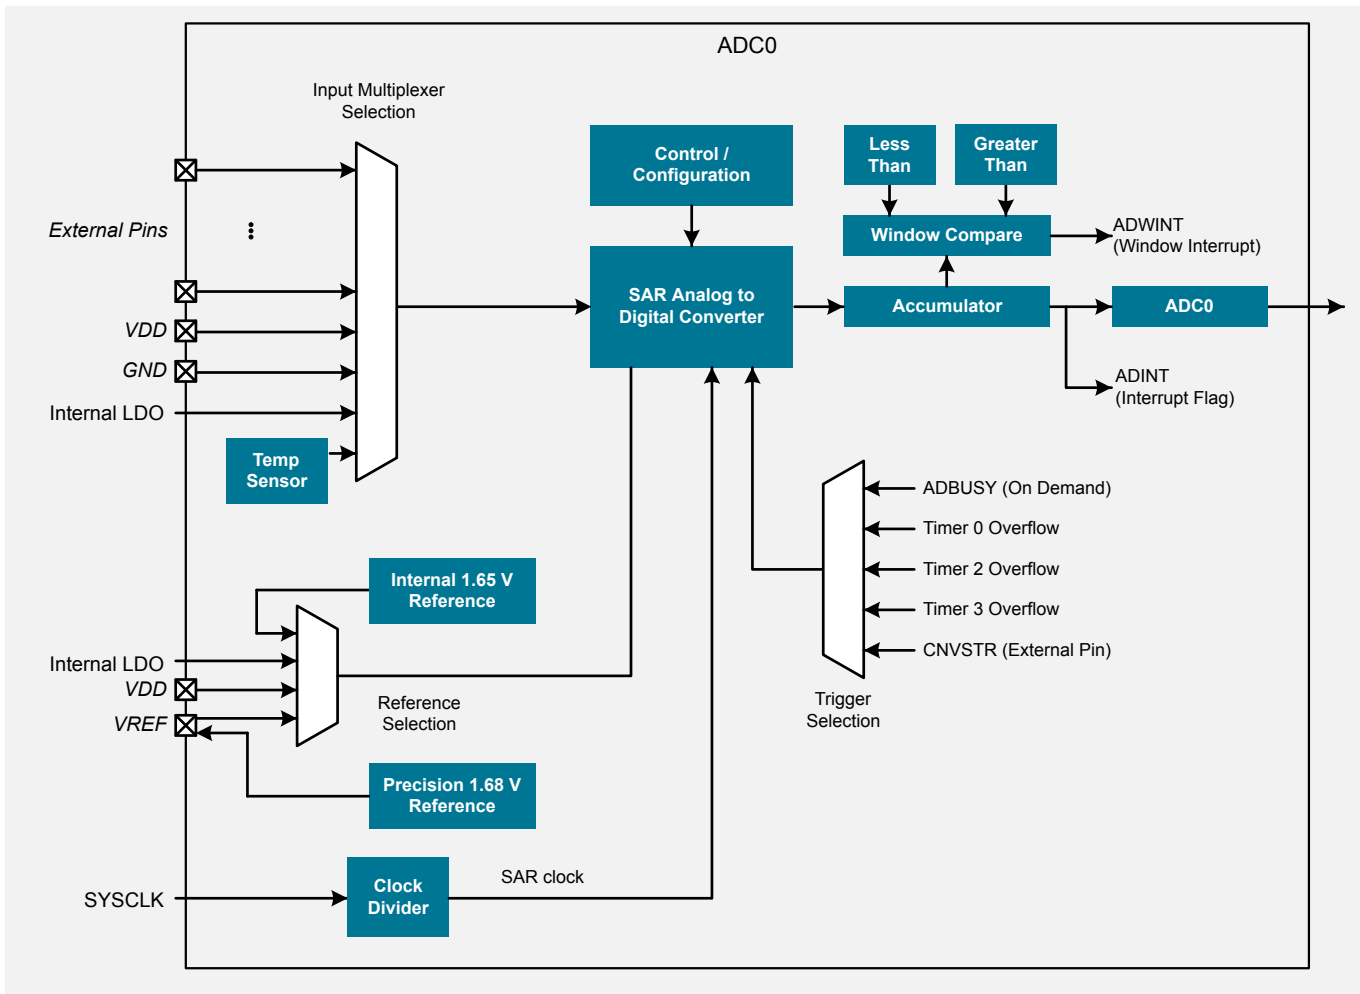 ADC0
Input Multiplexer
Selection
Control /
Configuration
Less
Than
Greater
Than
External Pins
Window Compare
ADWINT
(Window Interrupt)
SAR Analog to
Digital Converter
Accumulator
ADC0
VDD
GND
ADINT
(Interrupt Flag)
Internal LDO
Temp
Sensor
ADBUSY (On Demand)
Timer 0 Overflow
Timer 2 Overflow
Timer 3 Overflow
CNVSTR (External Pin)
Trigger
Selection
Internal 1.65 V
Reference
Internal LDO
VDD
VREF
Reference
Selection
Precision 1.68 V
Reference
SYSCLK
Clock
Divider
SAR clock